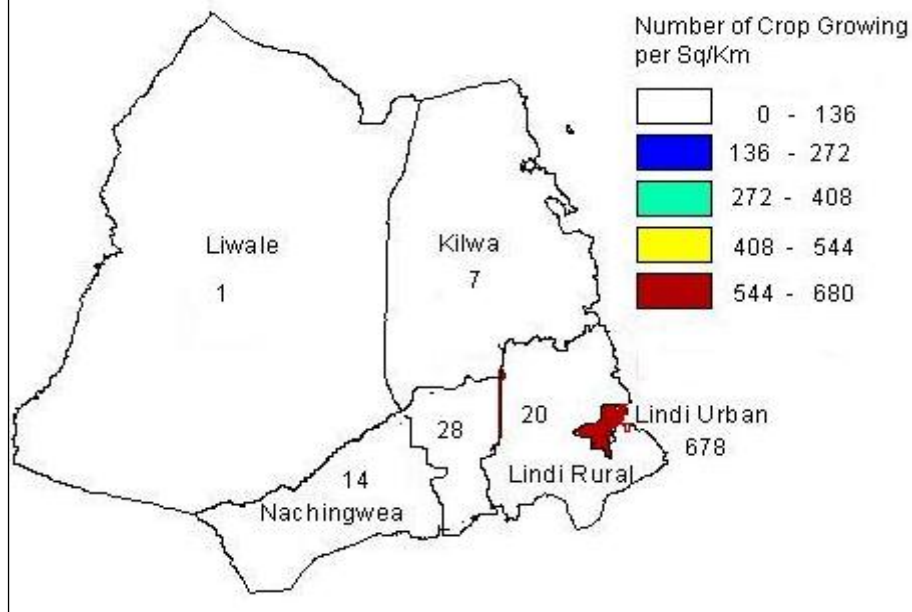 Number of Crop Growing
per Sq/Km
0 - 136
136 - 272
272 - 408
408 - 544
544 - 680
Liwale
1
Kilwa
7
28
20
Lindi Urban
678
Lindi Rural
14
Nachingwea